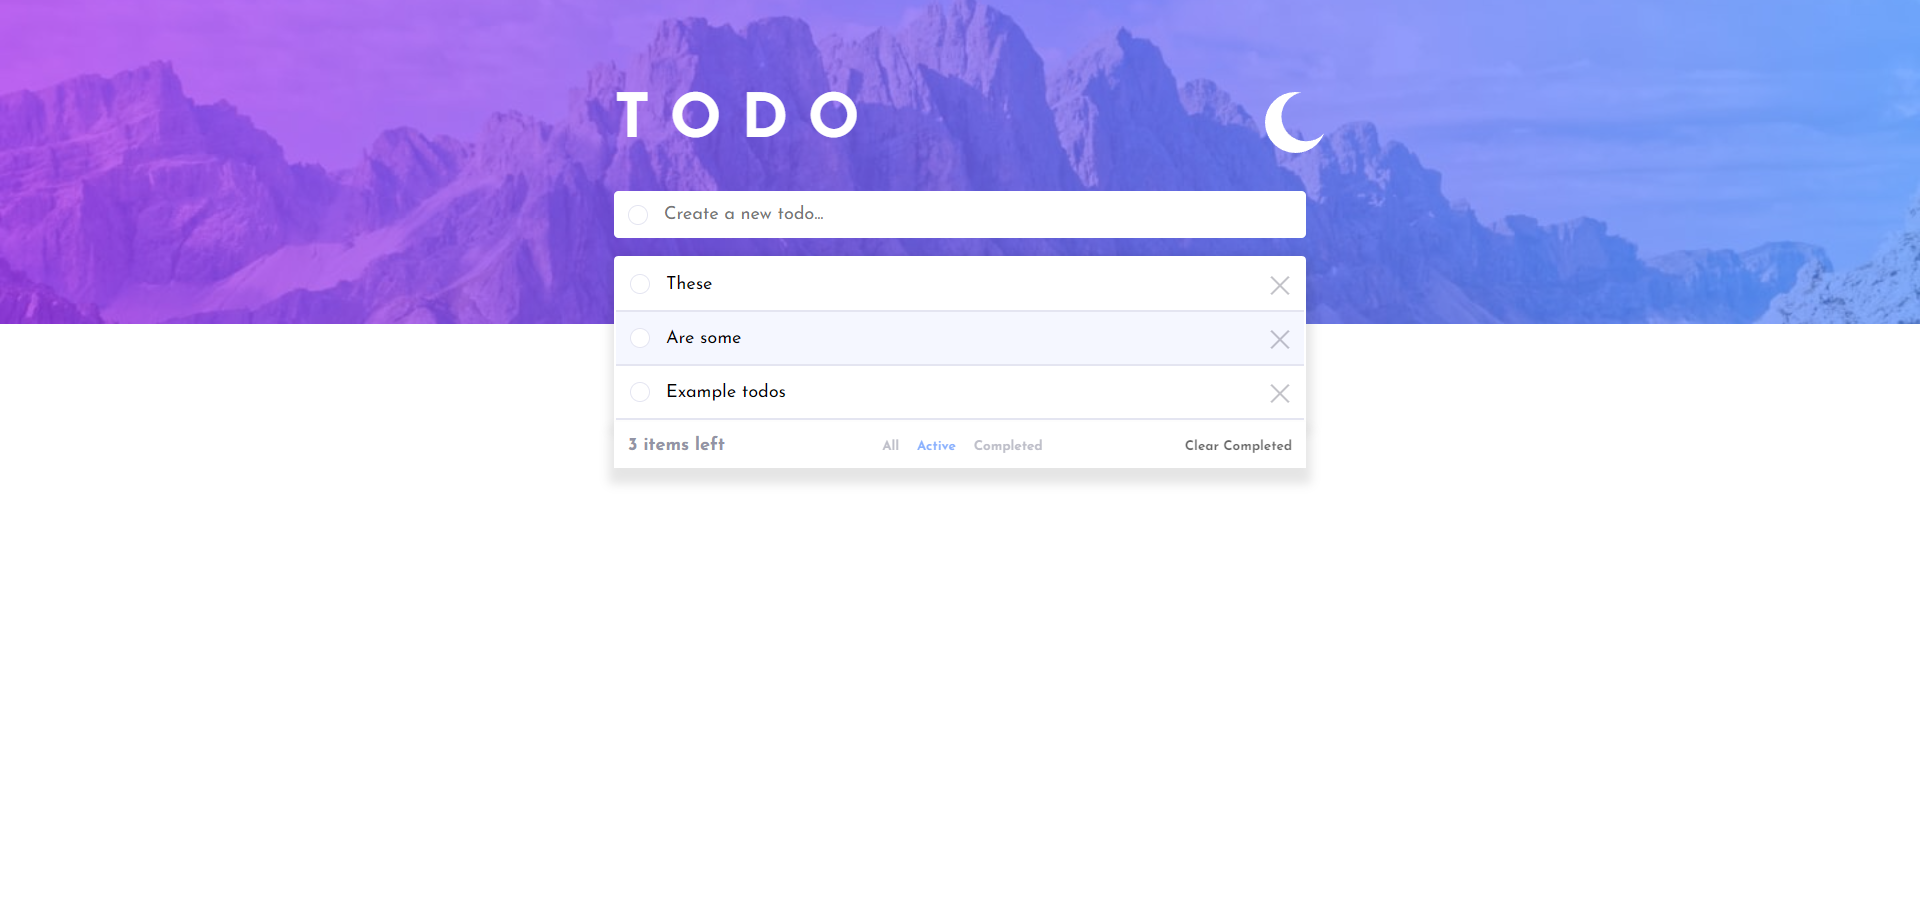 TODO
Create a new todo...
These
Are some
Example todos
3 items left All Active Completed Clear Completed